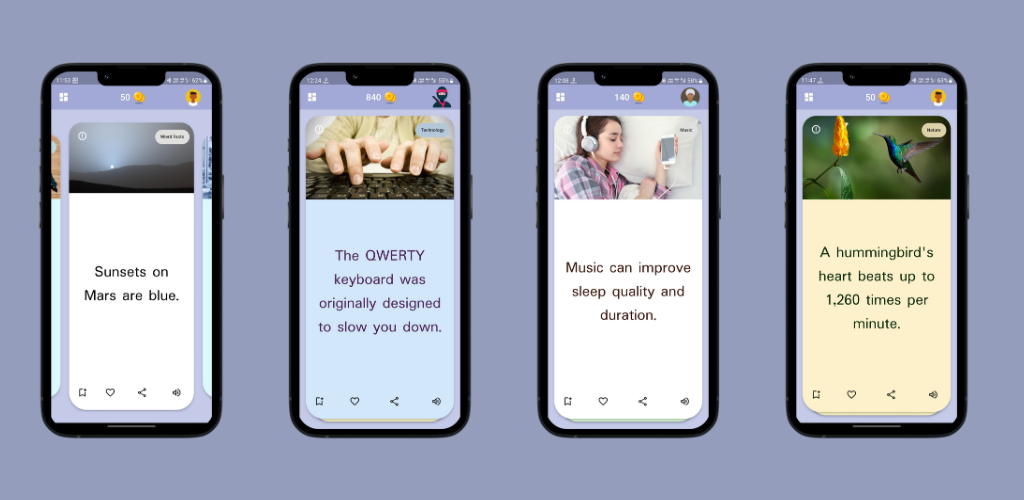 11:53 62%
50
Weird Facts
Sunsets on
Mars are blue.
12:24 55%
840
Technology
The QWERTY
keyboard was
originally designed
to slow you down.
12:08 58%
140
Music
Music can improve
sleep quality and
duration.
11:47 63%
50
Nature
A hummingbird's
heart beats up to
1,260 times per
minute.